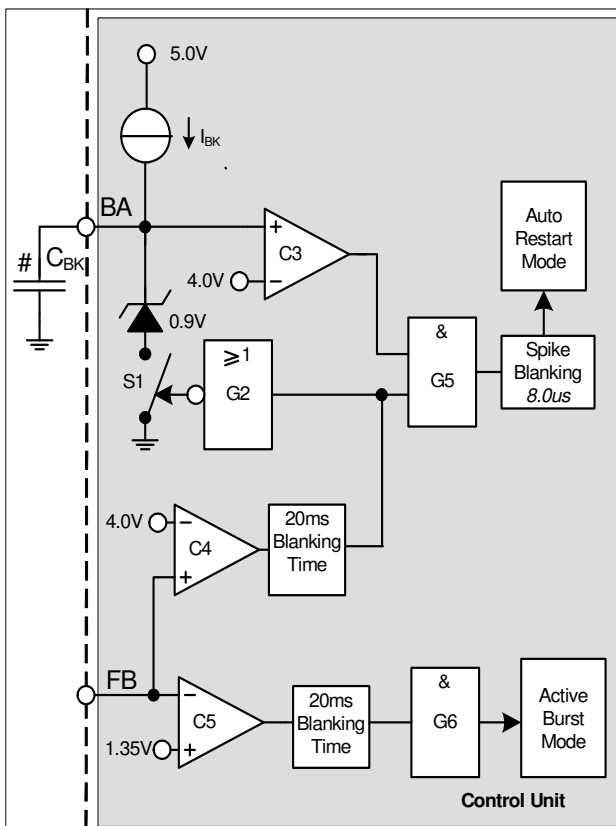 5.0V
I_BK
BA
# C_BK
+
C3
4.0V
−
0.9V
S1
≥1
G2
&
G5
Auto
Restart
Mode
Spike
Blanking
8.0us
4.0V
−
C4
+
20ms
Blanking
Time
FB
−
C5
1.35V
+
20ms
Blanking
Time
&
G6
Active
Burst
Mode
Control Unit